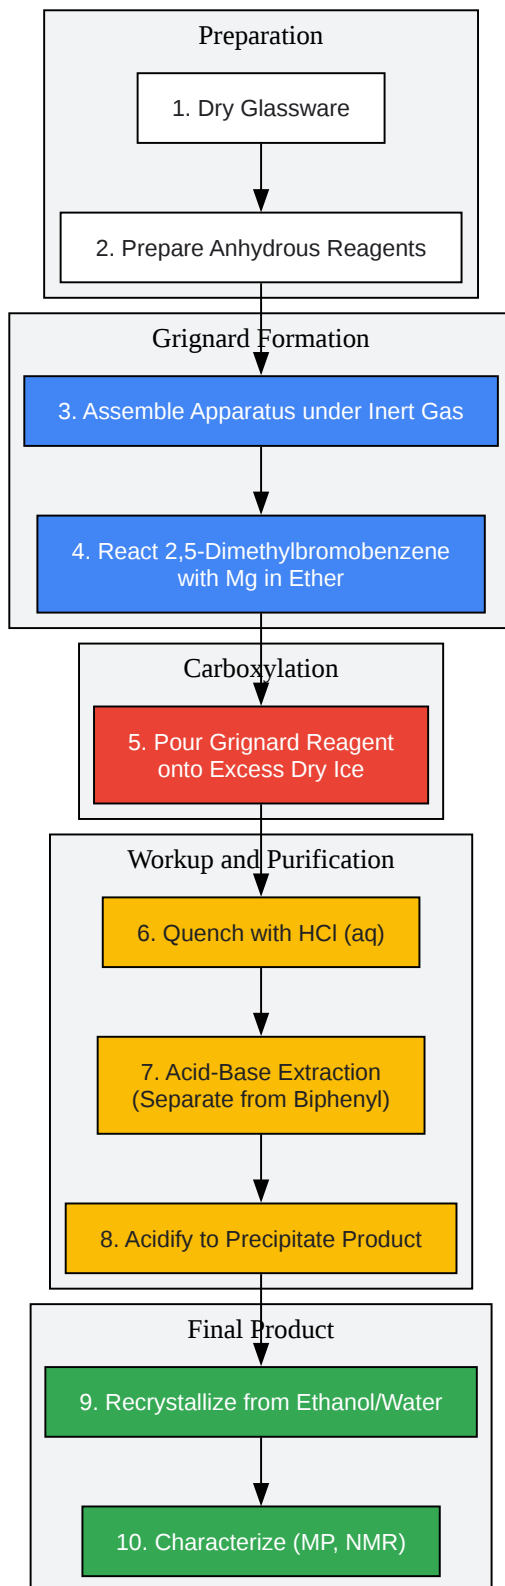 Preparation
1. Dry Glassware
2. Prepare Anhydrous Reagents
Grignard Formation
3. Assemble Apparatus under Inert Gas
4. React 2,5-Dimethylbromobenzene
with Mg in Ether
Carboxylation
5. Pour Grignard Reagent
onto Excess Dry Ice
Workup and Purification
6. Quench with HCl (aq)
7. Acid-Base Extraction
(Separate from Biphenyl)
8. Acidify to Precipitate Product
Final Product
9. Recrystallize from Ethanol/Water
10. Characterize (MP, NMR)